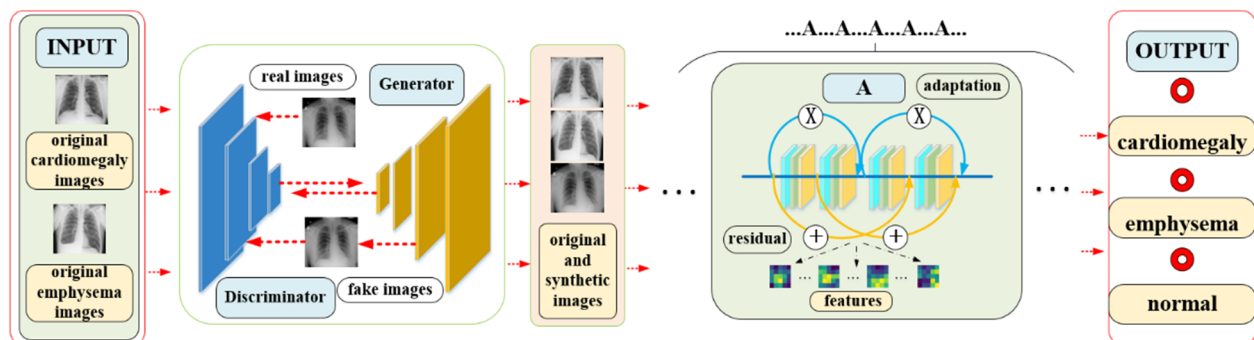 INPUT
original
cardiomegaly
images
original
emphysema
images
real images
Generator
Discriminator
fake images
original
and
synthetic
images
...
...A...A...A...A...A...
A
adaptation
X
X
residual
+
+
... ... ...
features
...
OUTPUT
cardiomegaly
emphysema
normal